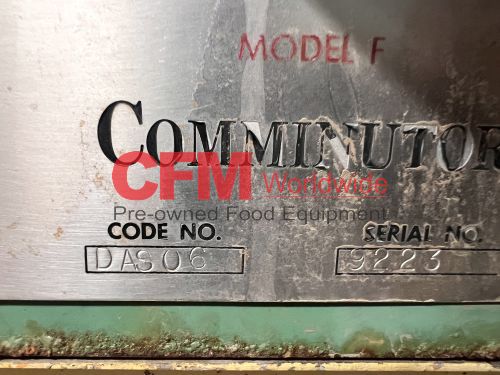 MODEL F
COMMINUTOR
CFM Worldwide
Pre-owned Food Equipment
CODE NO. SERIAL NO.
DAS06 9223